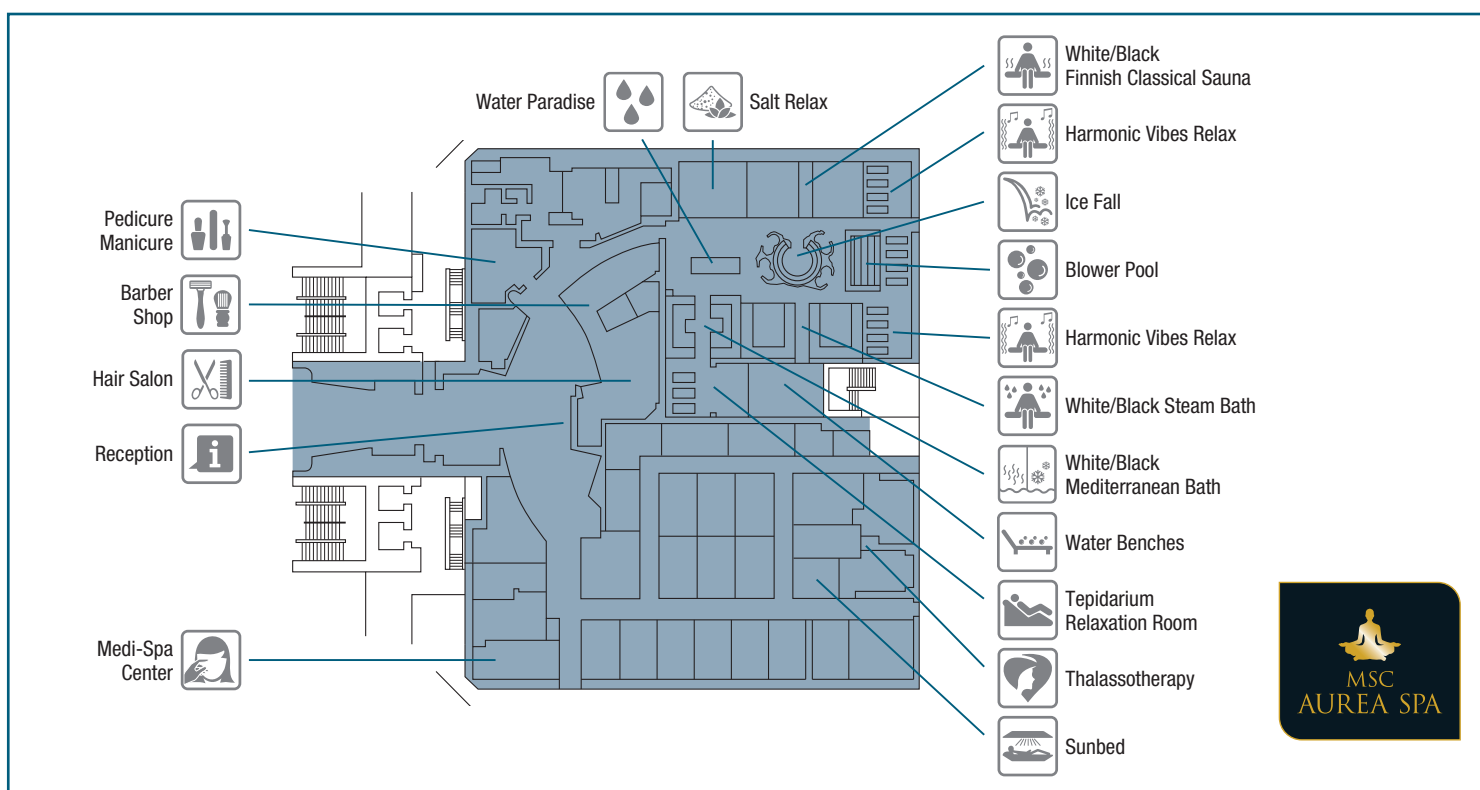 Water Paradise
Salt Relax
Pedicure
Manicure
Barber
Shop
Hair Salon
Reception
Medi-Spa
Center
White/Black
Finnish Classical Sauna
Harmonic Vibes Relax
Ice Fall
Blower Pool
Harmonic Vibes Relax
White/Black Steam Bath
White/Black
Mediterranean Bath
Water Benches
Tepidarium
Relaxation Room
Thalassotherapy
Sunbed
MSC
AUREA SPA